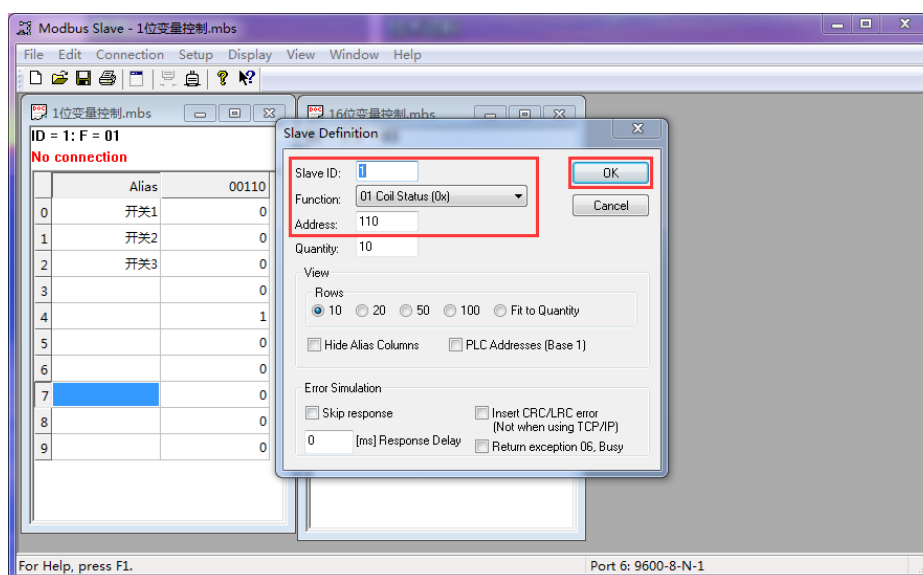 Modbus Slave - 1位变量控制.mbs
File Edit Connection Setup Display View Window Help
1位变量控制.mbs
16位变量控制.mbs
ID = 1: F = 01
No connection
Alias 00110
0 开关1 0
1 开关2 0
2 开关3 0
3 0
4 1
5 0
6 0
7 0
8 0
9 0
Slave Definition
Slave ID: 1
OK
Function: 01 Coil Status (0x)
Cancel
Address: 110
Quantity: 10
View
Rows
10 20 50 100 Fit to Quantity
Hide Alias Columns PLC Addresses (Base 1)
Error Simulation
Skip response
Insert CRC/LRC error
(Not when using TCP/IP)
0 [ms] Response Delay
Return exception 06, Busy
For Help, press F1.
Port 6: 9600-8-N-1